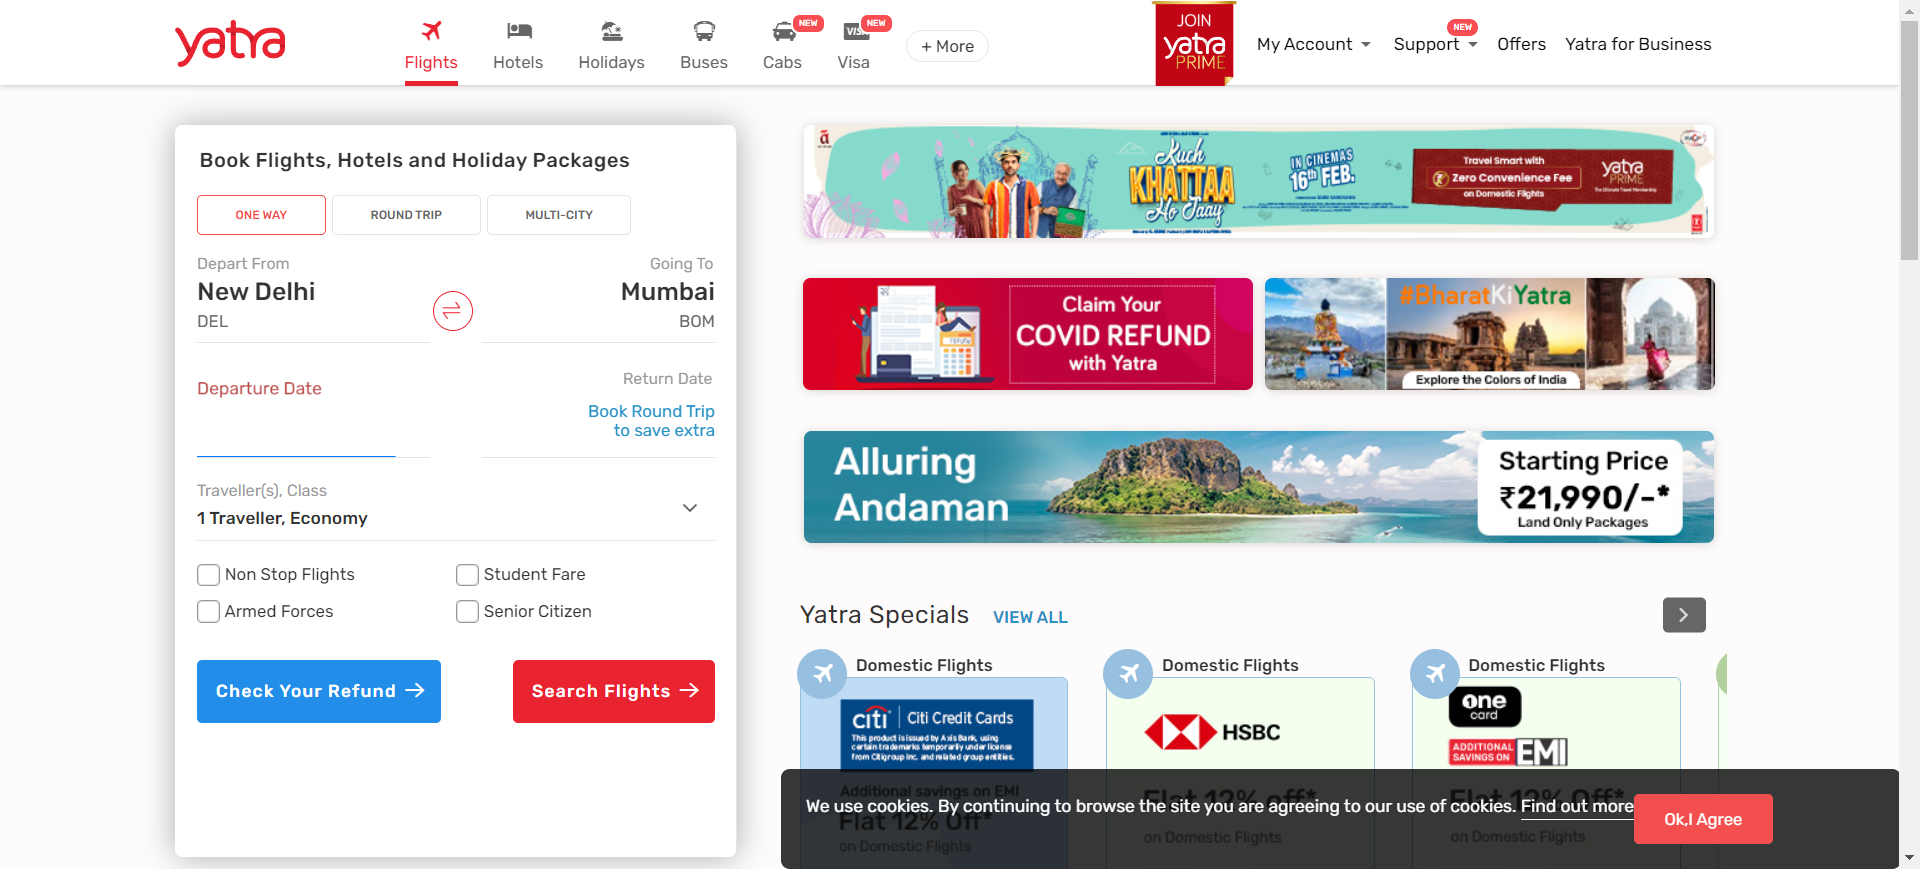 yatra
Flights
Hotels
Holidays
Buses
NEW
Cabs
VISA
NEW
Visa
+ More
JOIN
yatra
PRIME
My Account
Support
NEW
Offers
Yatra for Business
Book Flights, Hotels and Holiday Packages
ONE WAY
ROUND TRIP
MULTI-CITY
Depart From
New Delhi
DEL
Going To
Mumbai
BOM
Departure Date
Return Date
Book Round Trip
to save extra
Traveller(s), Class
1 Traveller, Economy
Non Stop Flights
Student Fare
Armed Forces
Senior Citizen
Check Your Refund
Search Flights
Kuch
KHATTAA
Ho Jaay
IN CINEMAS
16th FEB.
Travel Smart with
Zero Convenience Fee
on Domestic Flights
yatra
PRIME
The Ultimate Travel Membership
Claim Your
COVID REFUND
with Yatra
REFUND
#BharatKiYatra
Explore the Colors of India
Alluring
Andaman
Starting Price
₹21,990/-*
Land Only Packages
Yatra Specials
VIEW ALL
Domestic Flights
citi Citi Credit Cards
This product is issued by Axis Bank, using
certain trademarks temporarily under license
from Citigroup Inc. and related group entities.
Additional savings on EMI
Flat 12% Off*
on Domestic Flights
Domestic Flights
HSBC
Flat 12% off*
on Domestic Flights
Domestic Flights
one
card
ADDITIONAL
SAVINGS ON
EMI
Flat 12% Off*
on Domestic Flights
We use cookies. By continuing to browse the site you are agreeing to our use of cookies. Find out more
Ok,I Agree